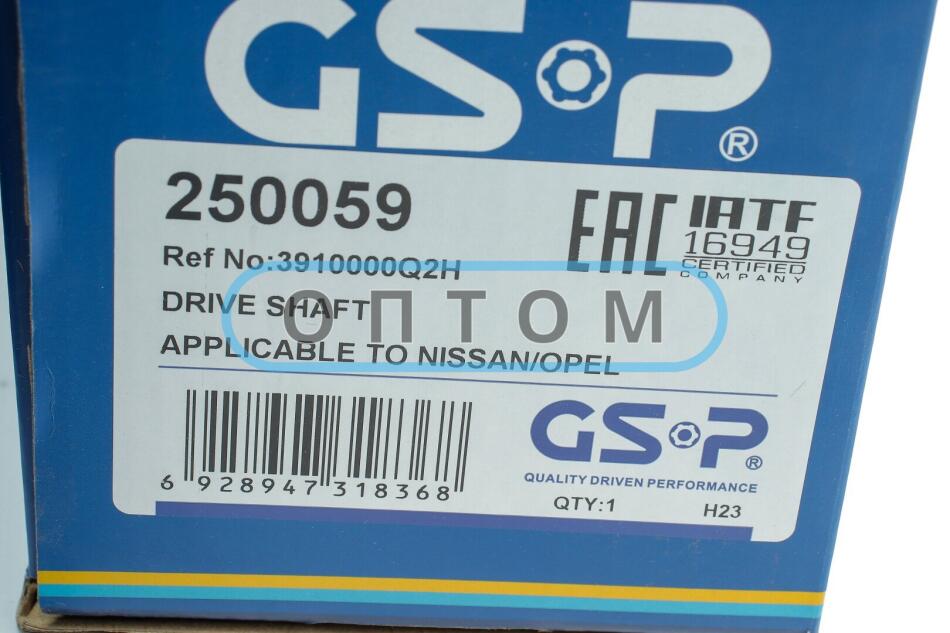 GSP®
250059
Ref No:3910000Q2H
DRIVE SHAFT
APPLICABLE TO NISSAN/OPEL
EAC
IATF
16949
CERTIFIED
COMPANY
ОПТОМ
6 928947 318368
GSP®
QUALITY DRIVEN PERFORMANCE
QTY:1 H23